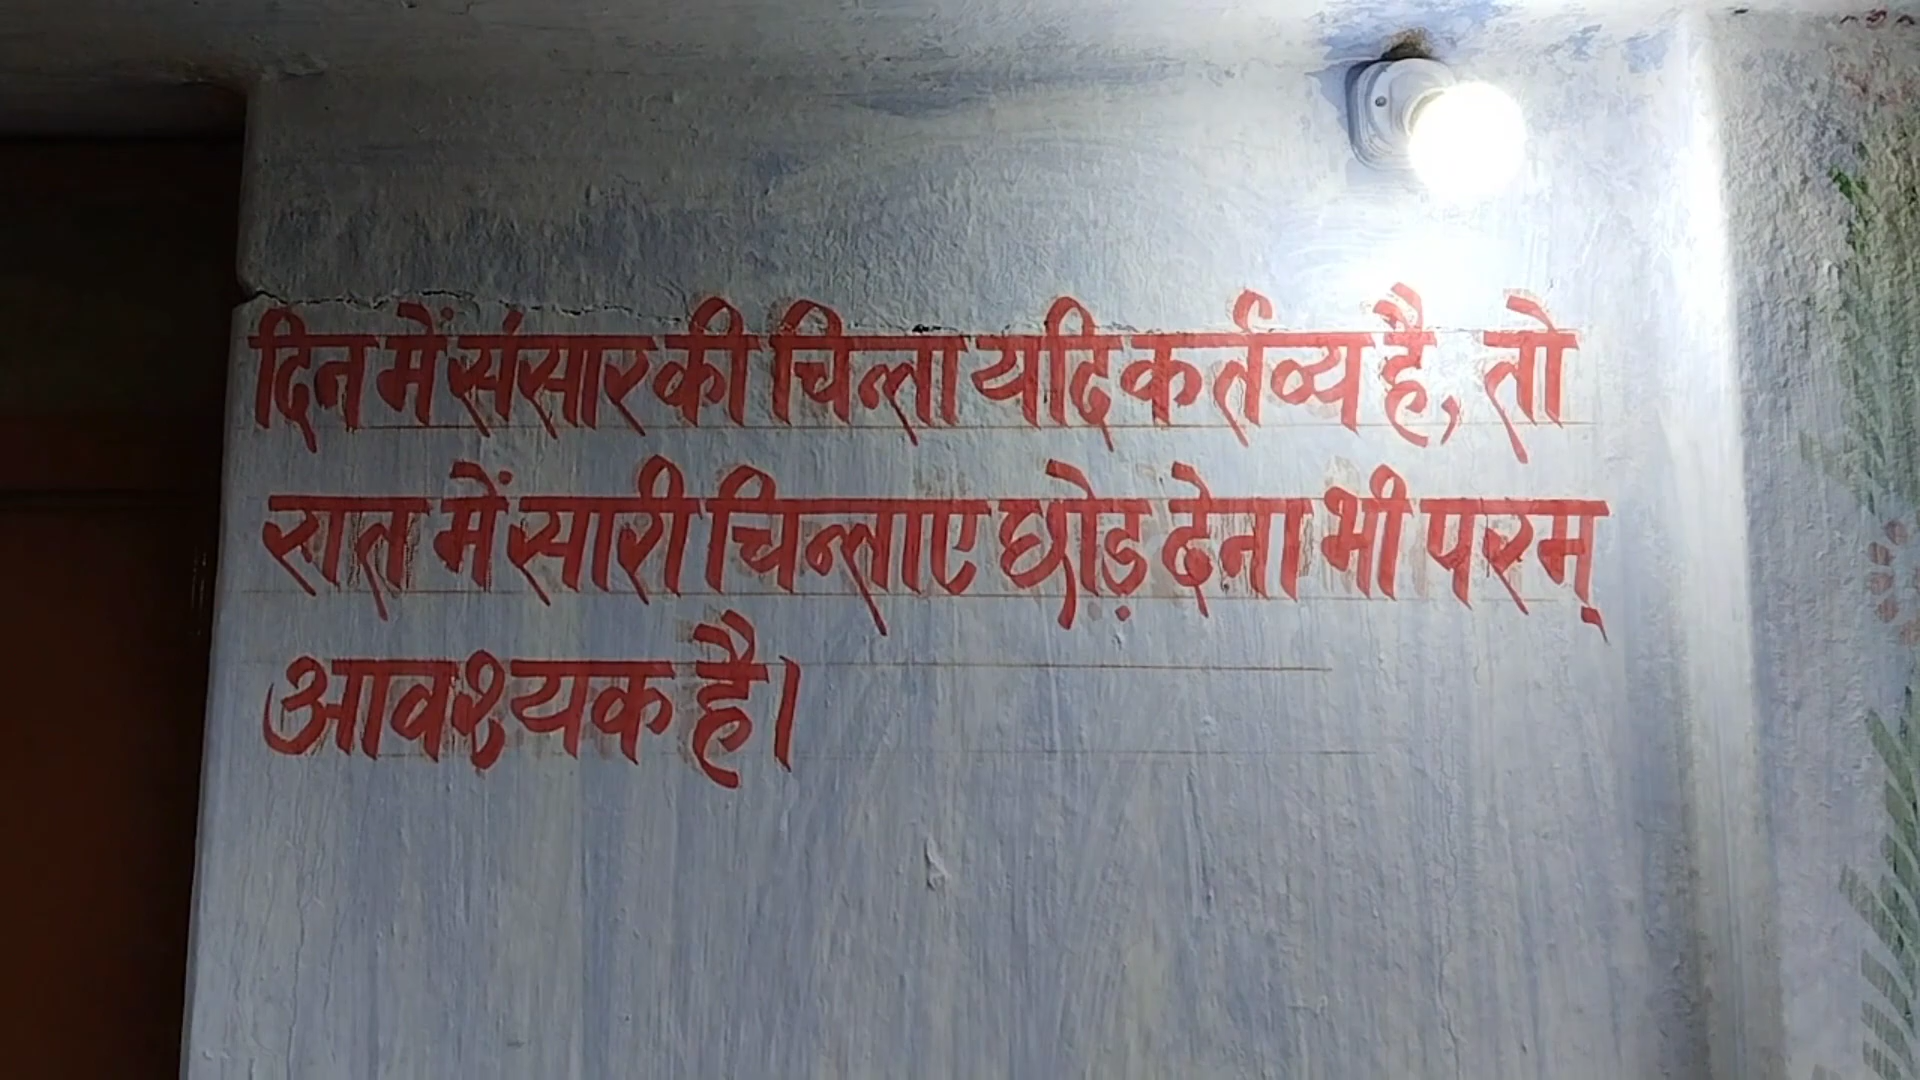 दिन में संसार की चिन्ता यदि कर्तव्य है, तो
रात में सारी चिन्ताए छोड़ देना भी परम्
आवश्यक है।